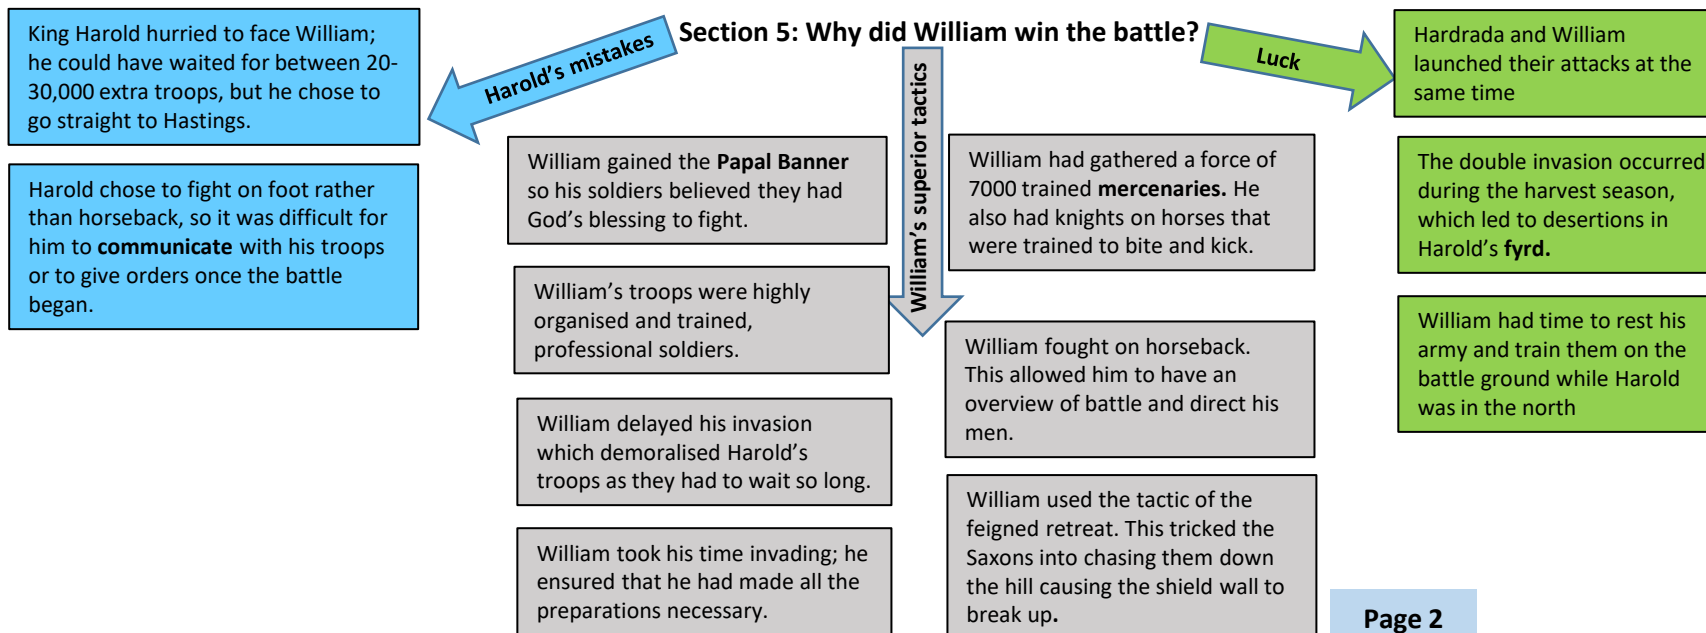 Section 5: Why did William win the battle?
Harold's mistakes
King Harold hurried to face William;
he could have waited for between 20-
30,000 extra troops, but he chose to
go straight to Hastings.
Harold chose to fight on foot rather
than horseback, so it was difficult for
him to communicate with his troops
or to give orders once the battle
began.
William's superior tactics
William gained the Papal Banner
so his soldiers believed they had
God's blessing to fight.
William's troops were highly
organised and trained,
professional soldiers.
William delayed his invasion
which demoralised Harold's
troops as they had to wait so long.
William took his time invading; he
ensured that he had made all the
preparations necessary.
William had gathered a force of
7000 trained mercenaries. He
also had knights on horses that
were trained to bite and kick.
William fought on horseback.
This allowed him to have an
overview of battle and direct his
men.
William used the tactic of the
feigned retreat. This tricked the
Saxons into chasing them down
the hill causing the shield wall to
break up.
Luck
Hardrada and William
launched their attacks at the
same time
The double invasion occurred
during the harvest season,
which led to desertions in
Harold's fyrd.
William had time to rest his
army and train them on the
battle ground while Harold
was in the north
Page 2